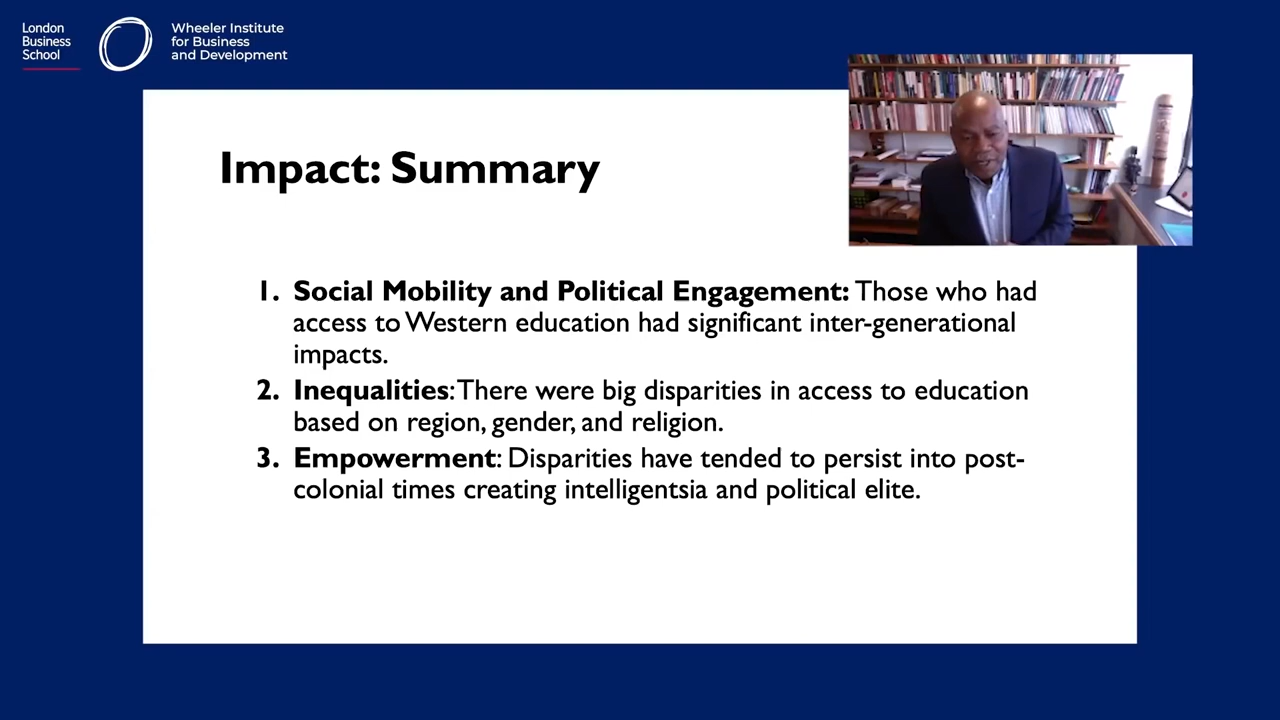 London
Business
School
Wheeler Institute
for Business
and Development
Impact: Summary
1. Social Mobility and Political Engagement: Those who had
access to Western education had significant inter-generational
impacts.
2. Inequalities: There were big disparities in access to education
based on region, gender, and religion.
3. Empowerment: Disparities have tended to persist into post-
colonial times creating intelligentsia and political elite.